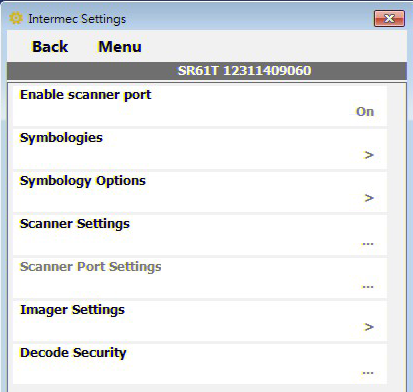 Intermec Settings
Back Menu
SR61T 12311409060
Enable scanner port
On
Symbologies
>
Symbology Options
>
Scanner Settings
...
Scanner Port Settings
...
Imager Settings
>
Decode Security
...